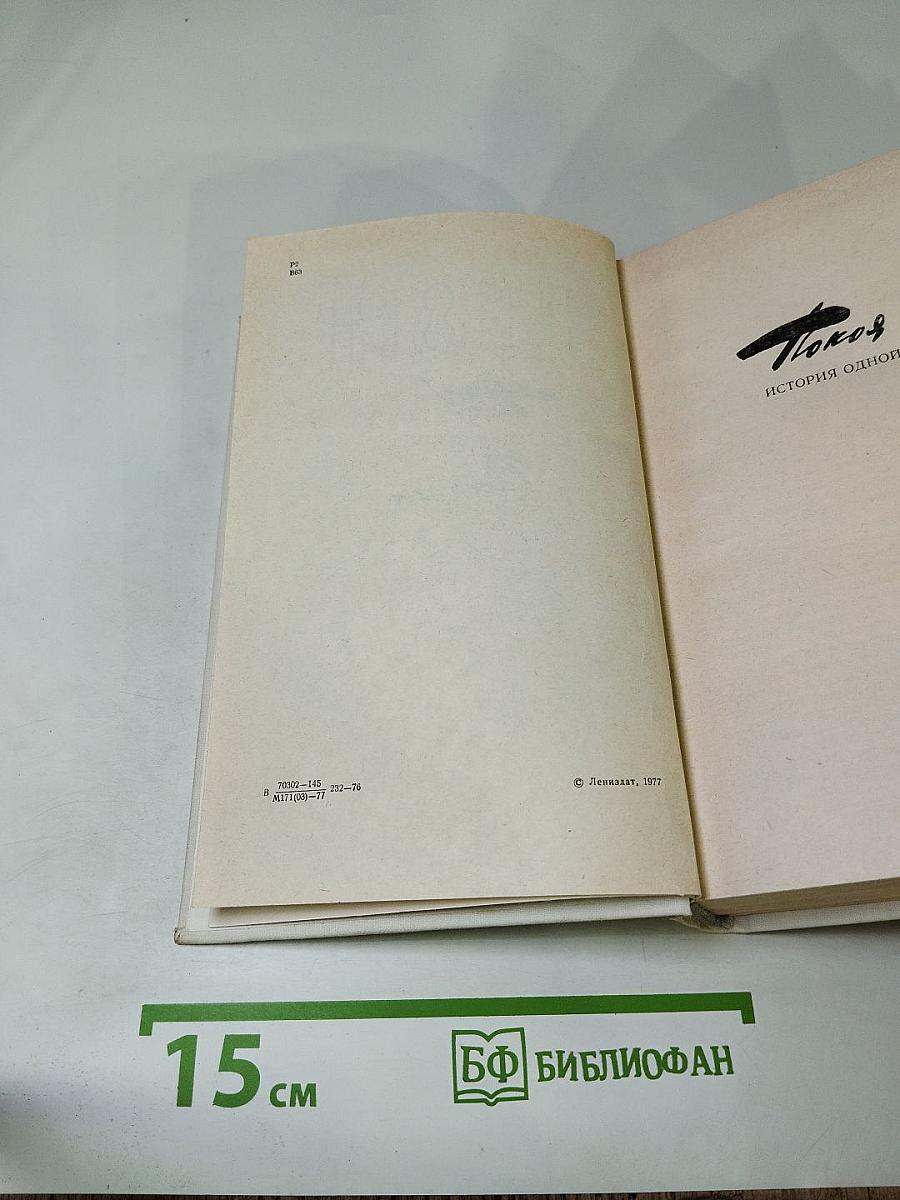 Р2
В63
Покоя
ИСТОРИЯ ОДНОЙ
В 70302—145 232—76
М171(03)—77
© Лениздат, 1977
15 см
БФ БИБЛИОФАН